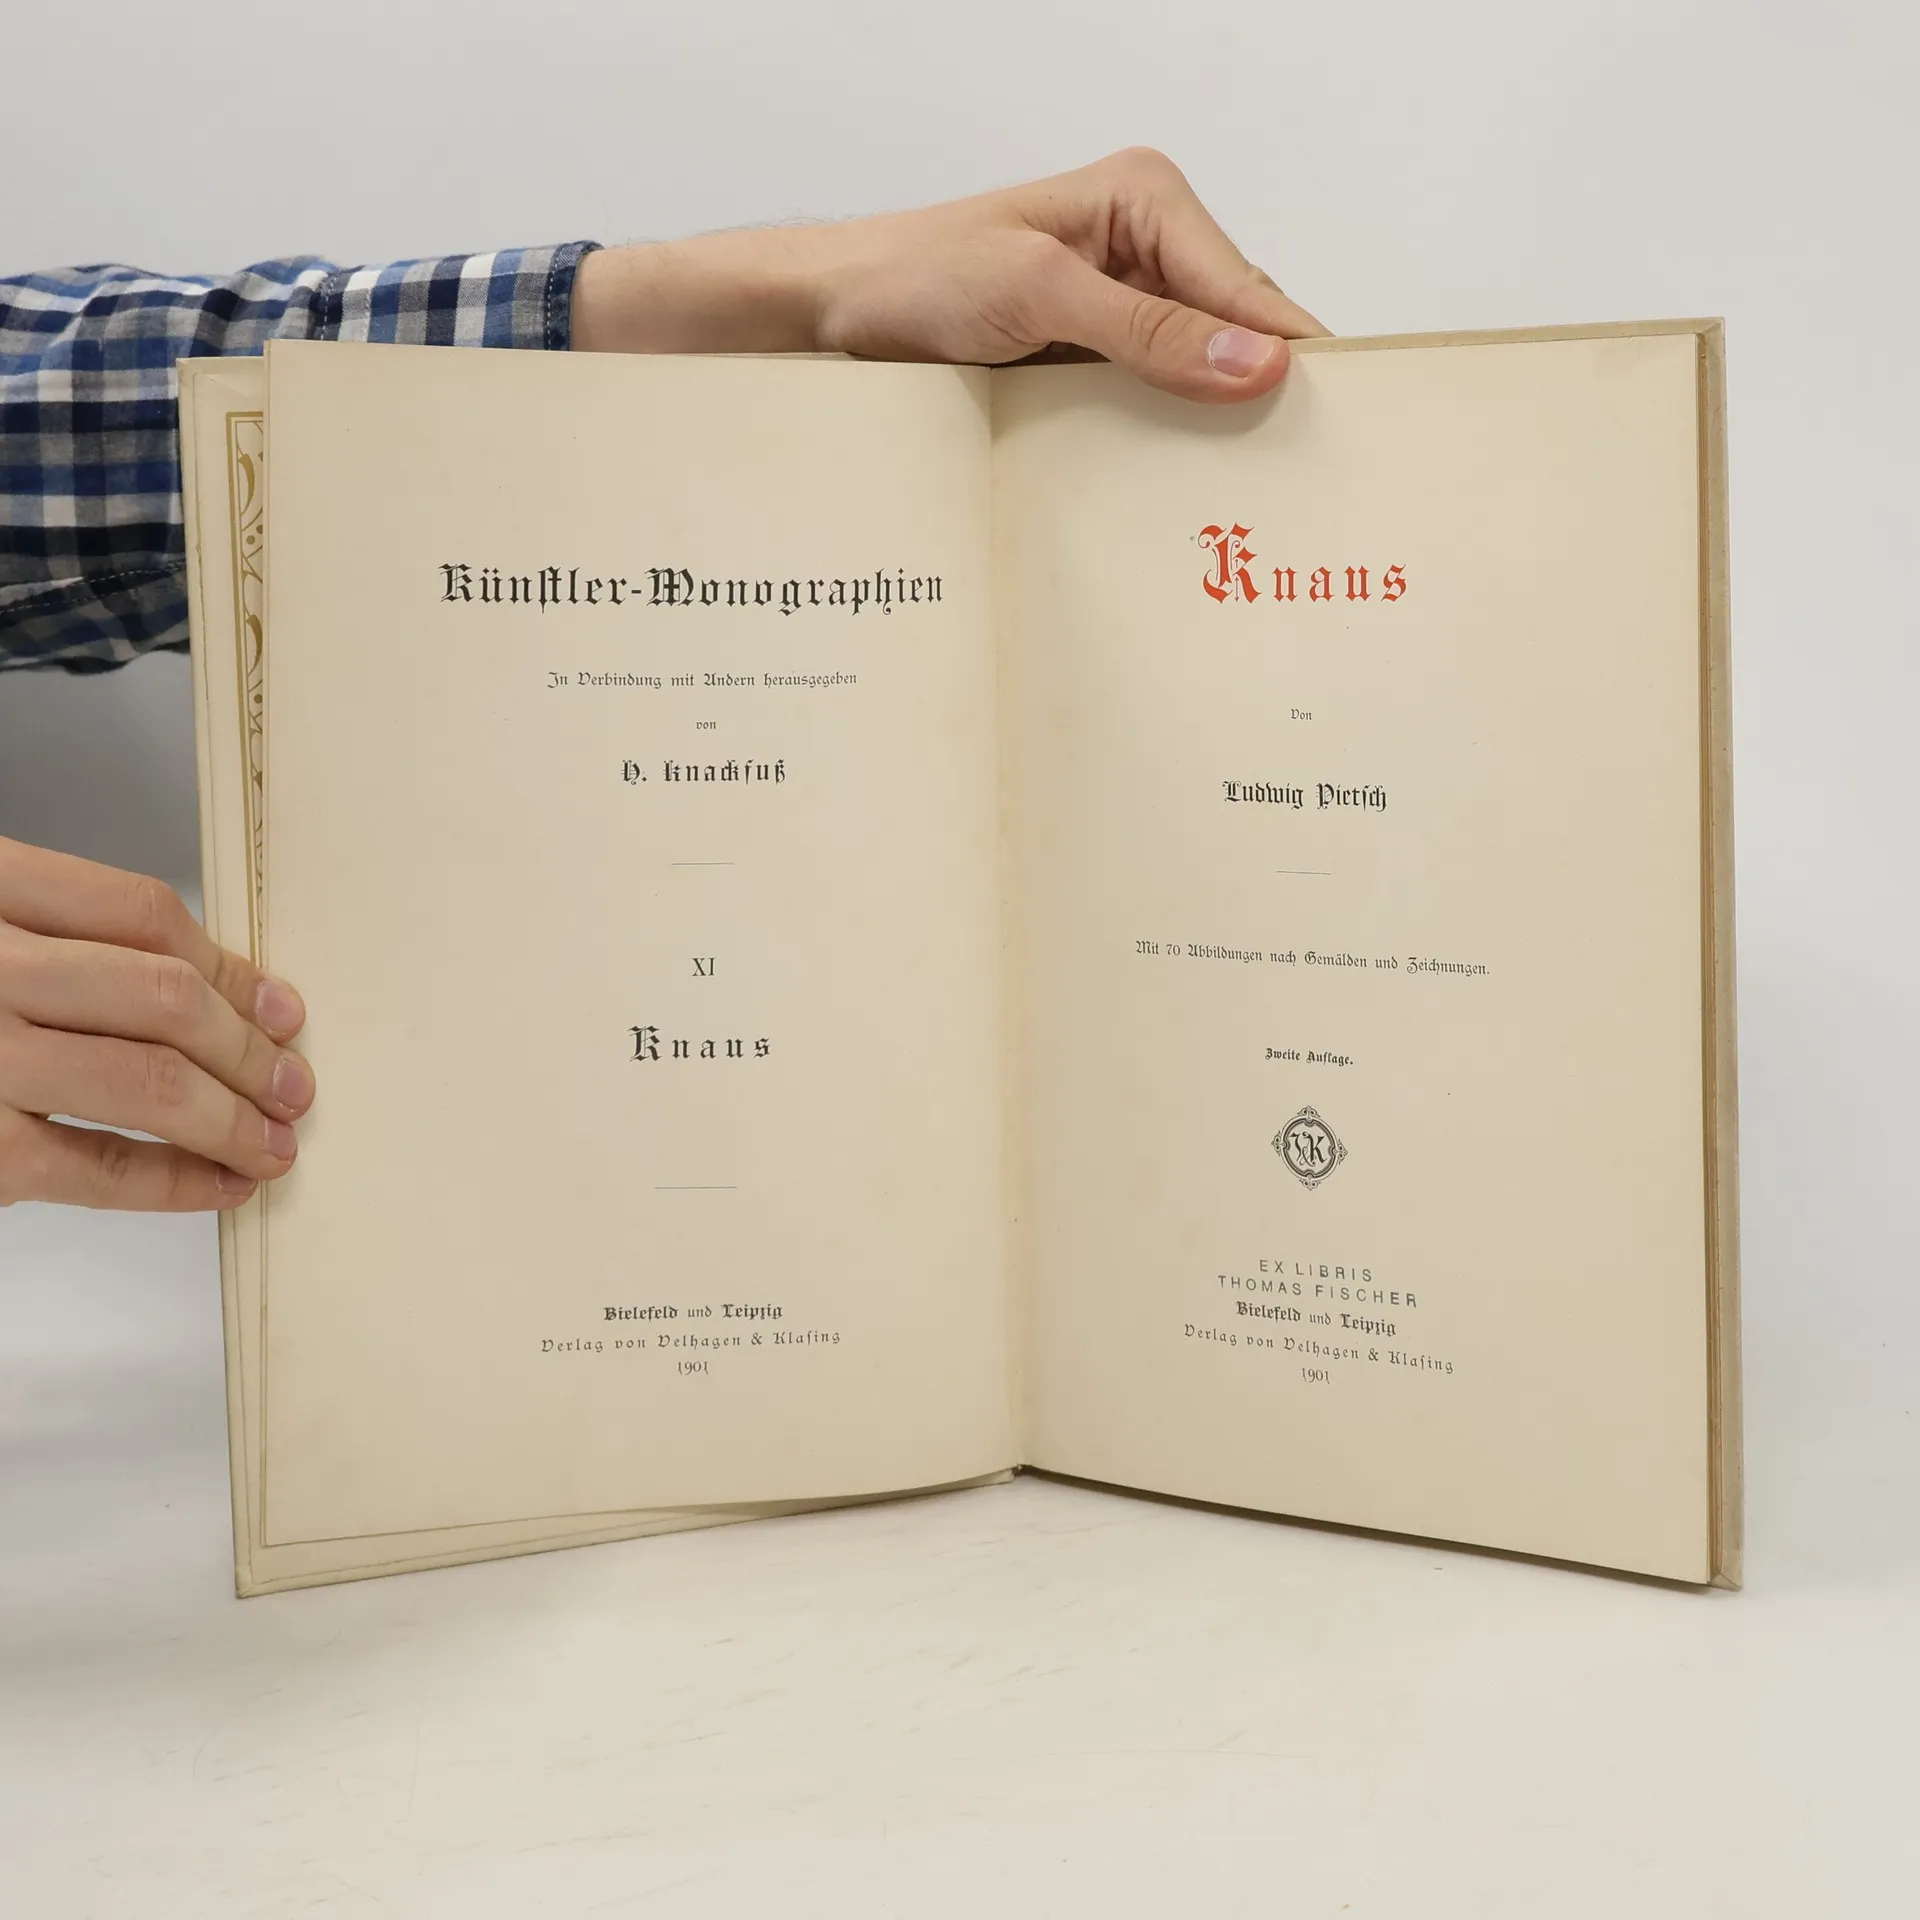 Künſtler-Monographien
In Verbindung mit Andern herausgegeben
von
H. Knackfuß
XI
Knaus
Bielefeld und Leipzig
Verlag von Velhagen & Klaſing
1901
Knaus
Von
Ludwig Pietſch
Mit 70 Abbildungen nach Gemälden und Zeichnungen.
Zweite Auflage.
V&K
EX LIBRIS
THOMAS FISCHER
Bielefeld und Leipzig
Verlag von Velhagen & Klaſing
1901